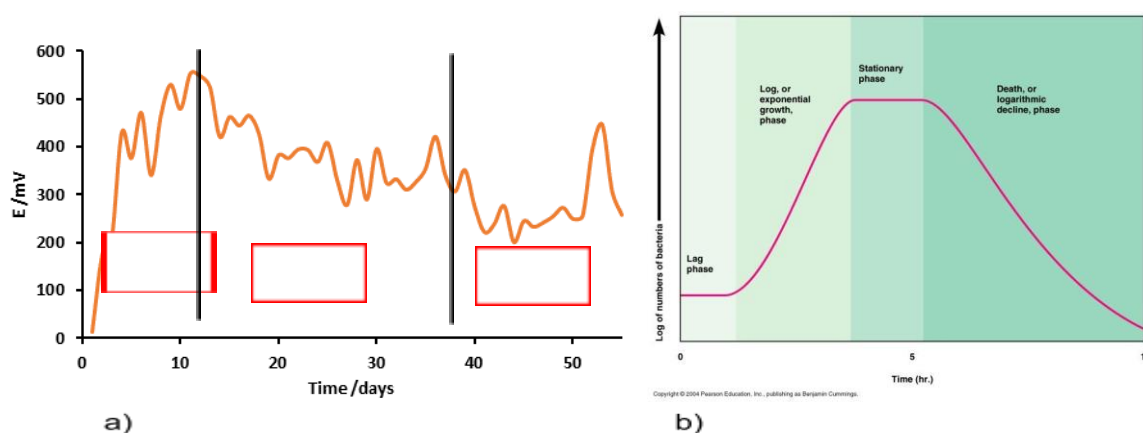 600
500
400
300
200
100
0
E /mV
0
10
20
30
40
50
Time /days
a)
Log of numbers of bacteria
Lag
phase
Log, or
exponential
growth,
phase
Stationary
phase
Death, or
logarithmic
decline, phase
0
5
1
Time (hr.)
Copyright © 2004 Pearson Education, Inc., publishing as Benjamin Cummings.
b)